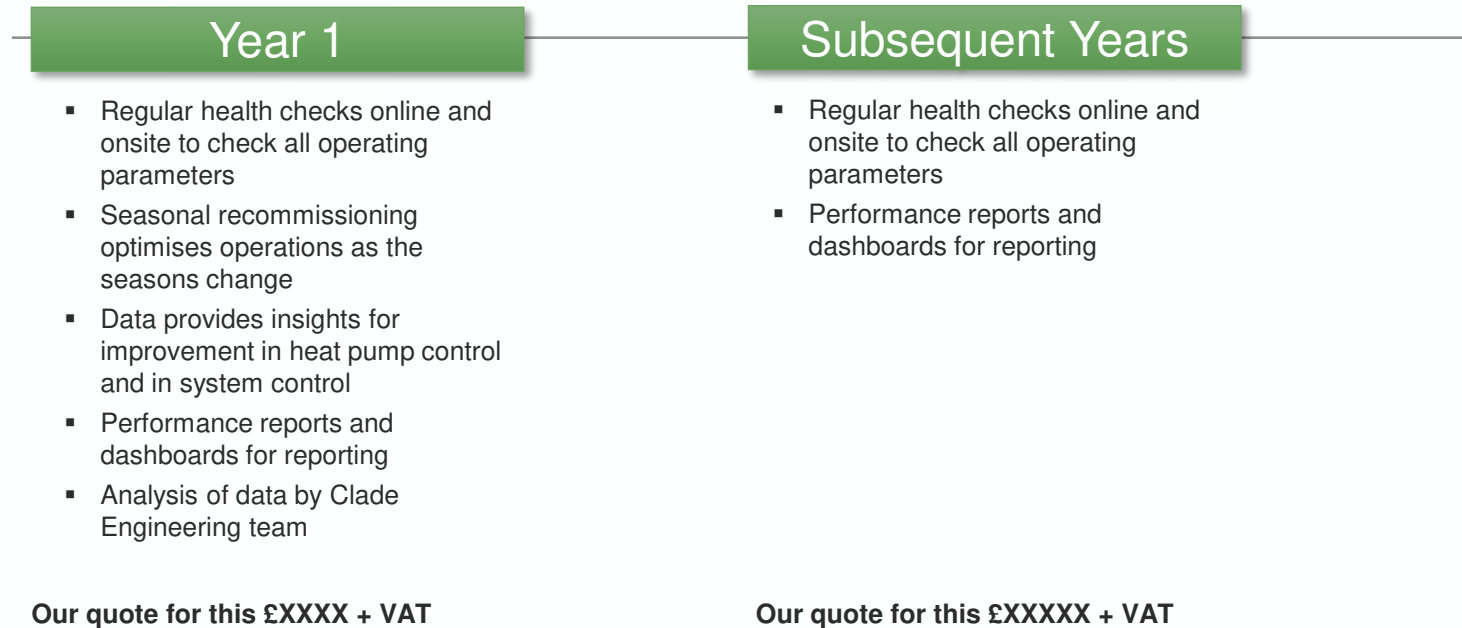 Year 1
▪ Regular health checks online and
onsite to check all operating
parameters
▪ Seasonal recommissioning
optimises operations as the
seasons change
▪ Data provides insights for
improvement in heat pump control
and in system control
▪ Performance reports and
dashboards for reporting
▪ Analysis of data by Clade
Engineering team
Our quote for this £XXXX + VAT
Subsequent Years
▪ Regular health checks online and
onsite to check all operating
parameters
▪ Performance reports and
dashboards for reporting
Our quote for this £XXXXX + VAT